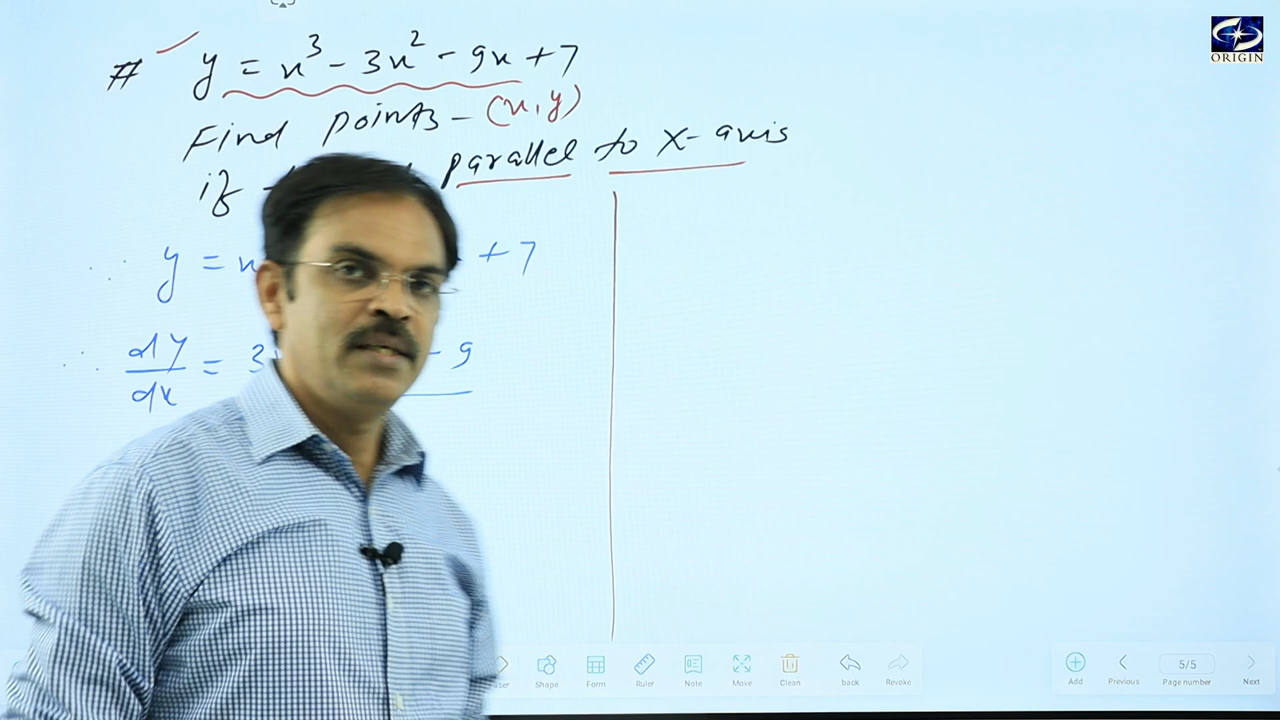 # y = x³ - 3x² - 9x + 7
Find points - (x, y)
if parallel to x-axis
y = x + 7
dy/dx = 3 - 9
ORIGIN
Shape Form Ruler Note Move Clean back Revoke
Add Previous 5/5 Page number Next